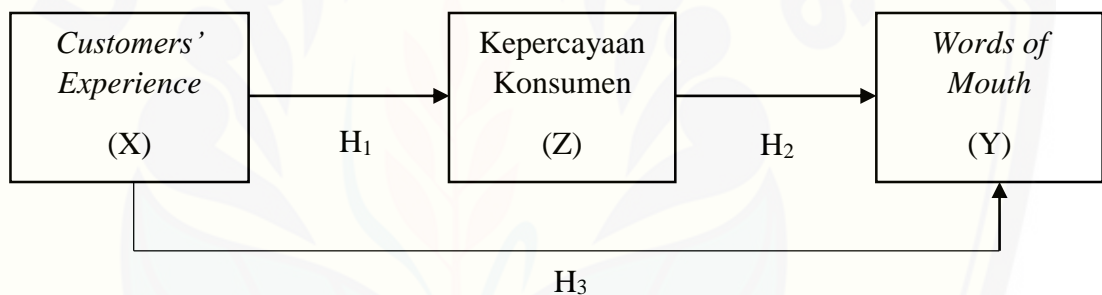 Customers’
Experience
(X)
Kepercayaan
Konsumen
(Z)
Words of
Mouth
(Y)
H₁
H₂
H₃